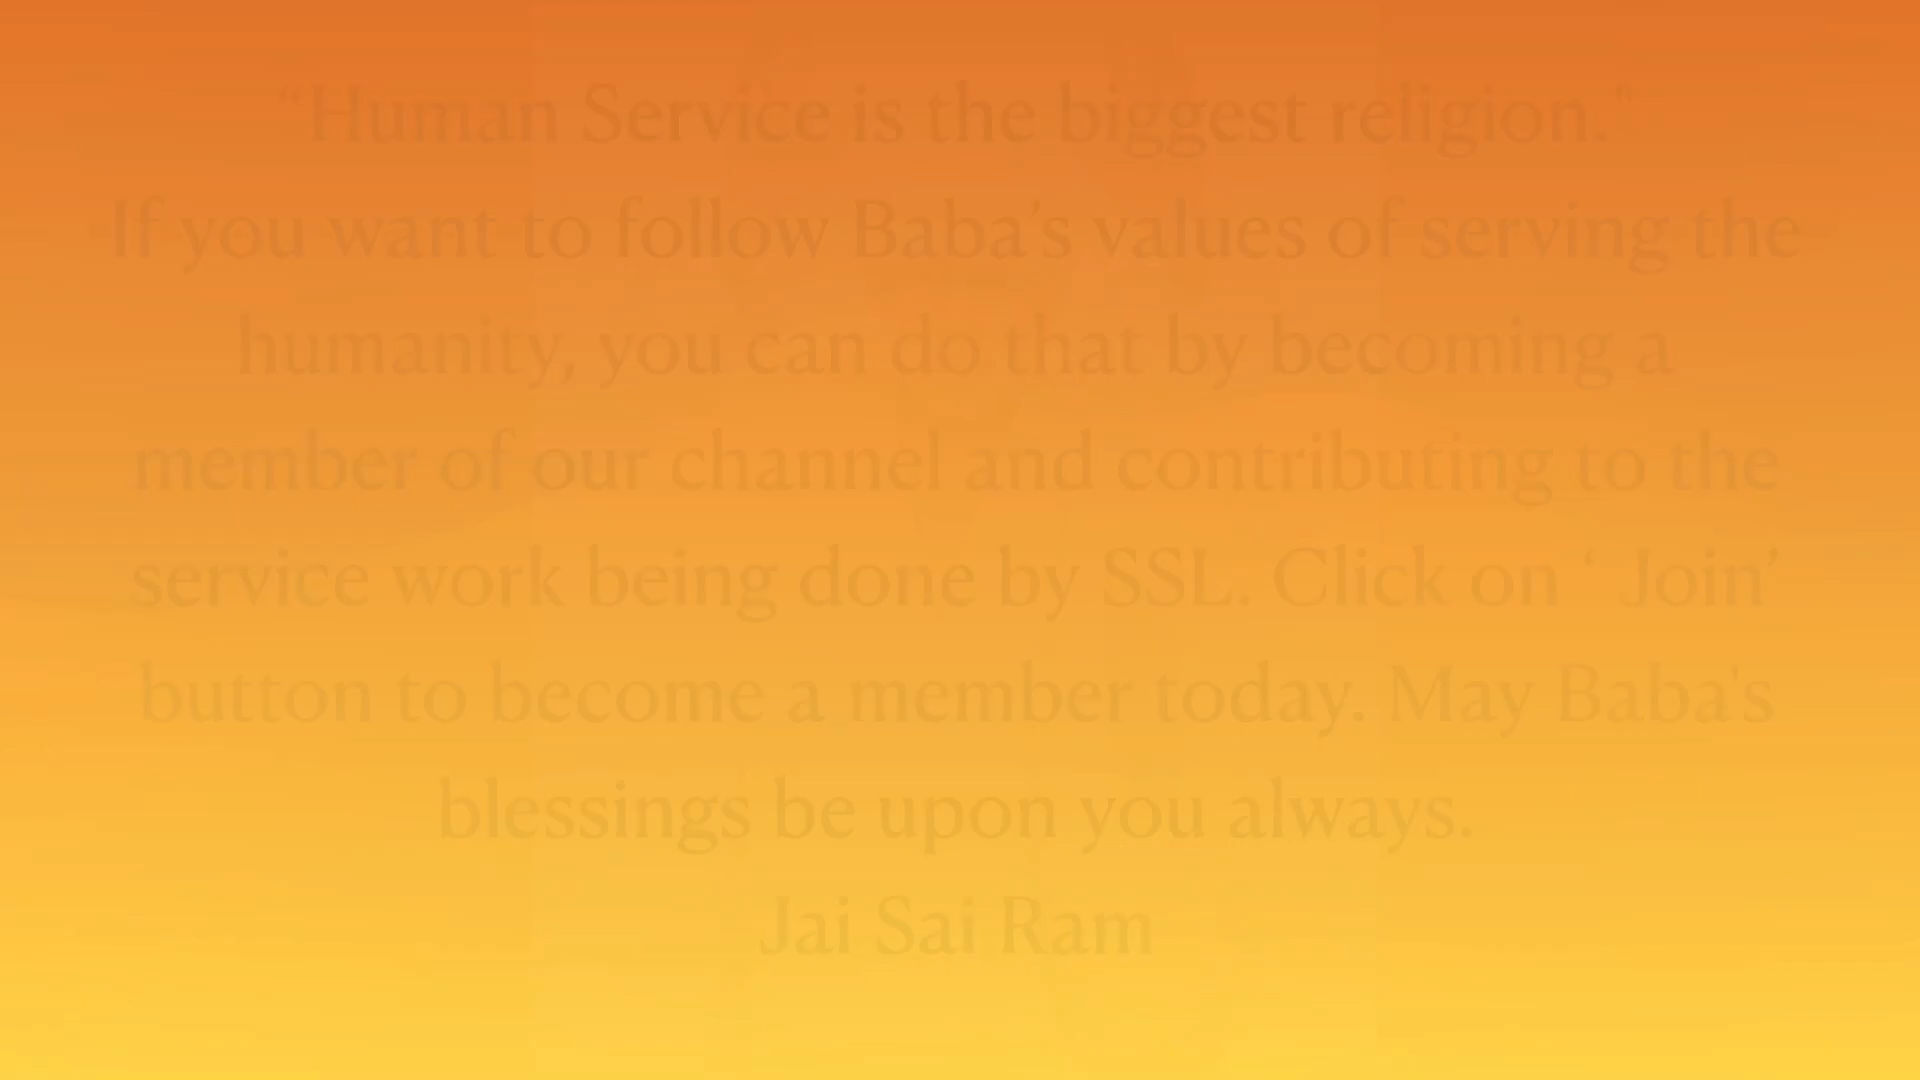 “Human Service is the biggest religion."
If you want to follow Baba's values of serving the
humanity, you can do that by becoming a
member of our channel and contributing to the
service work being done by SSL. Click on ‘ Join’
button to become a member today. May Baba's
blessings be upon you always.
Jai Sai Ram